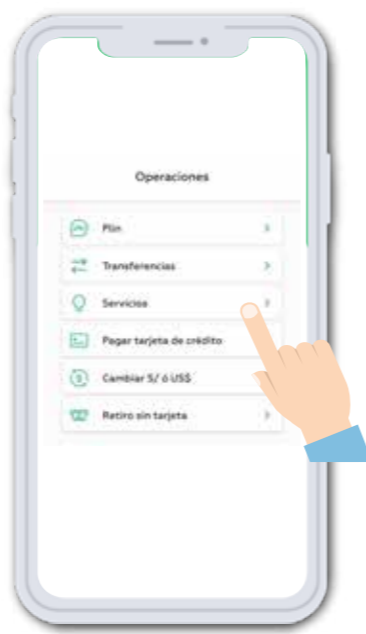 Operaciones
Plin
Transferencias
Servicios
Pagar tarjeta de crédito
Cambiar S/ ó US$
Retiro sin tarjeta